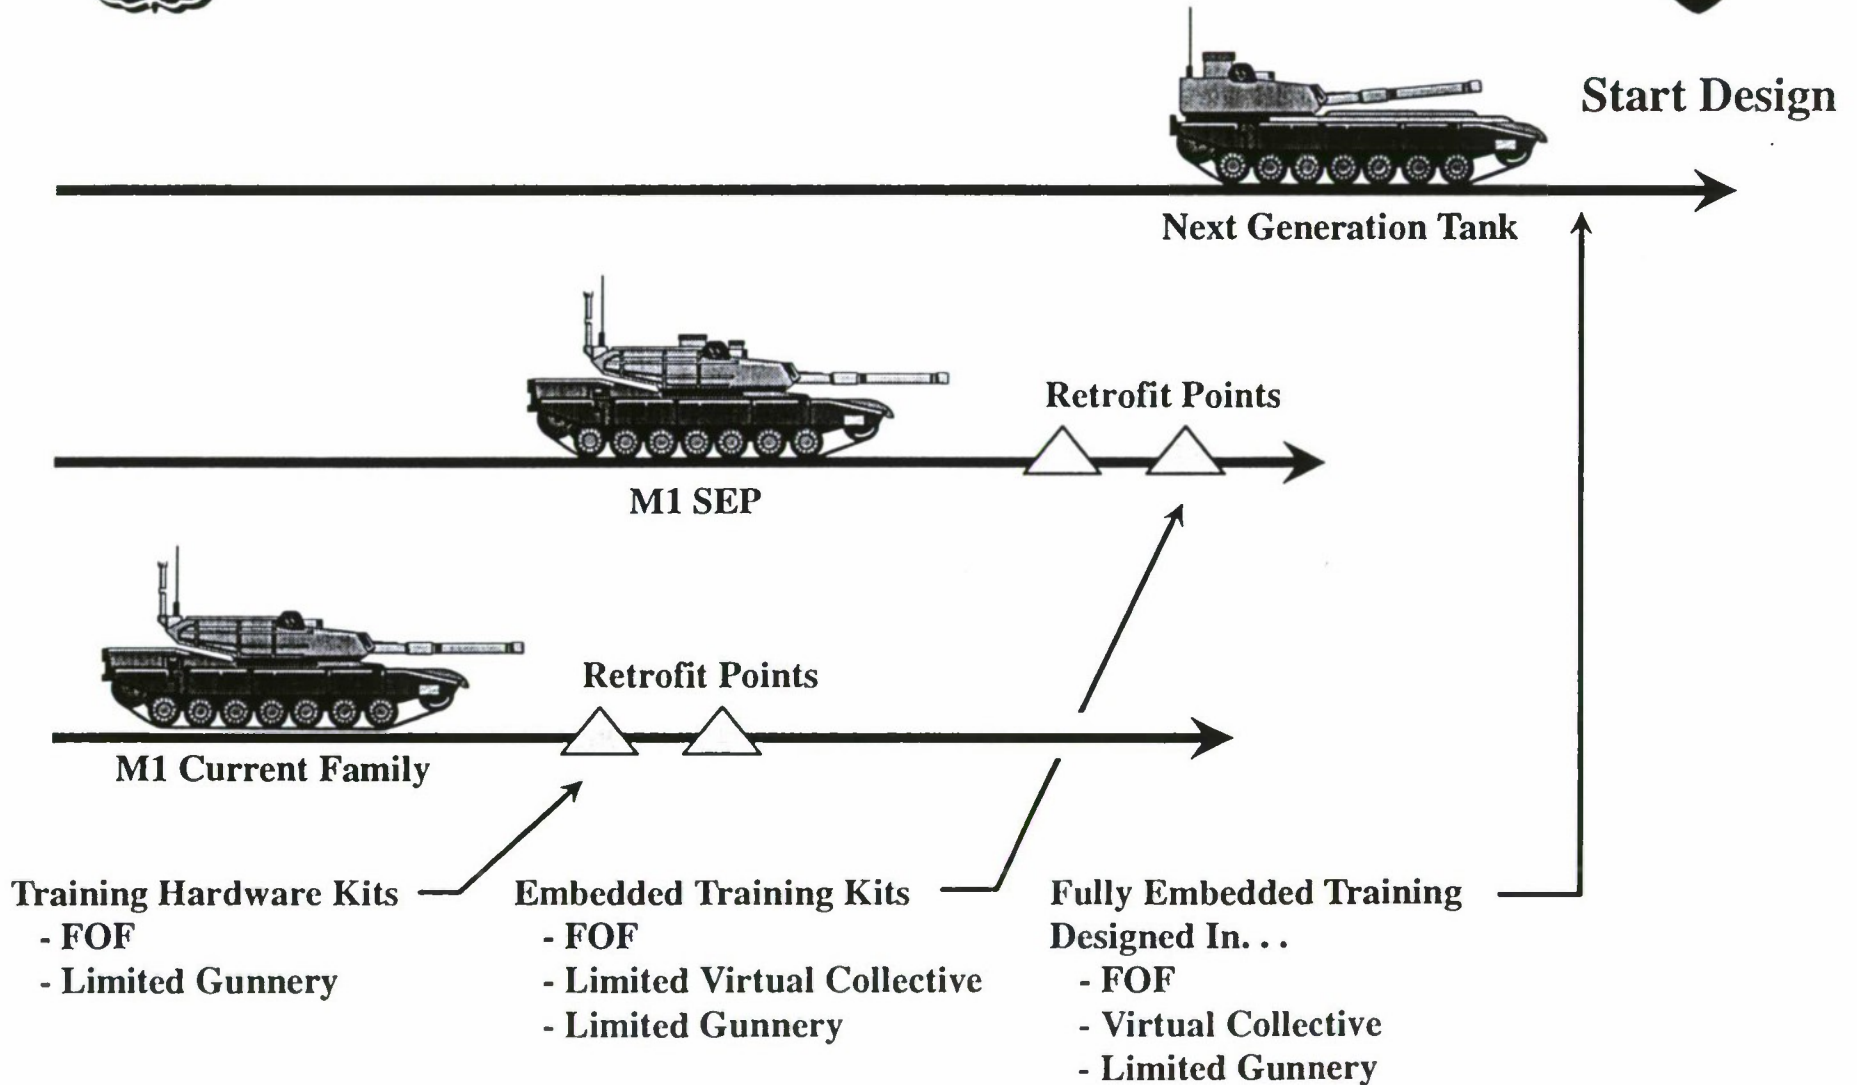 Start Design
Next Generation Tank
Retrofit Points
M1 SEP
Retrofit Points
M1 Current Family
Training Hardware Kits
- FOF
- Limited Gunnery
Embedded Training Kits
- FOF
- Limited Virtual Collective
- Limited Gunnery
Fully Embedded Training
Designed In. . .
- FOF
- Virtual Collective
- Limited Gunnery